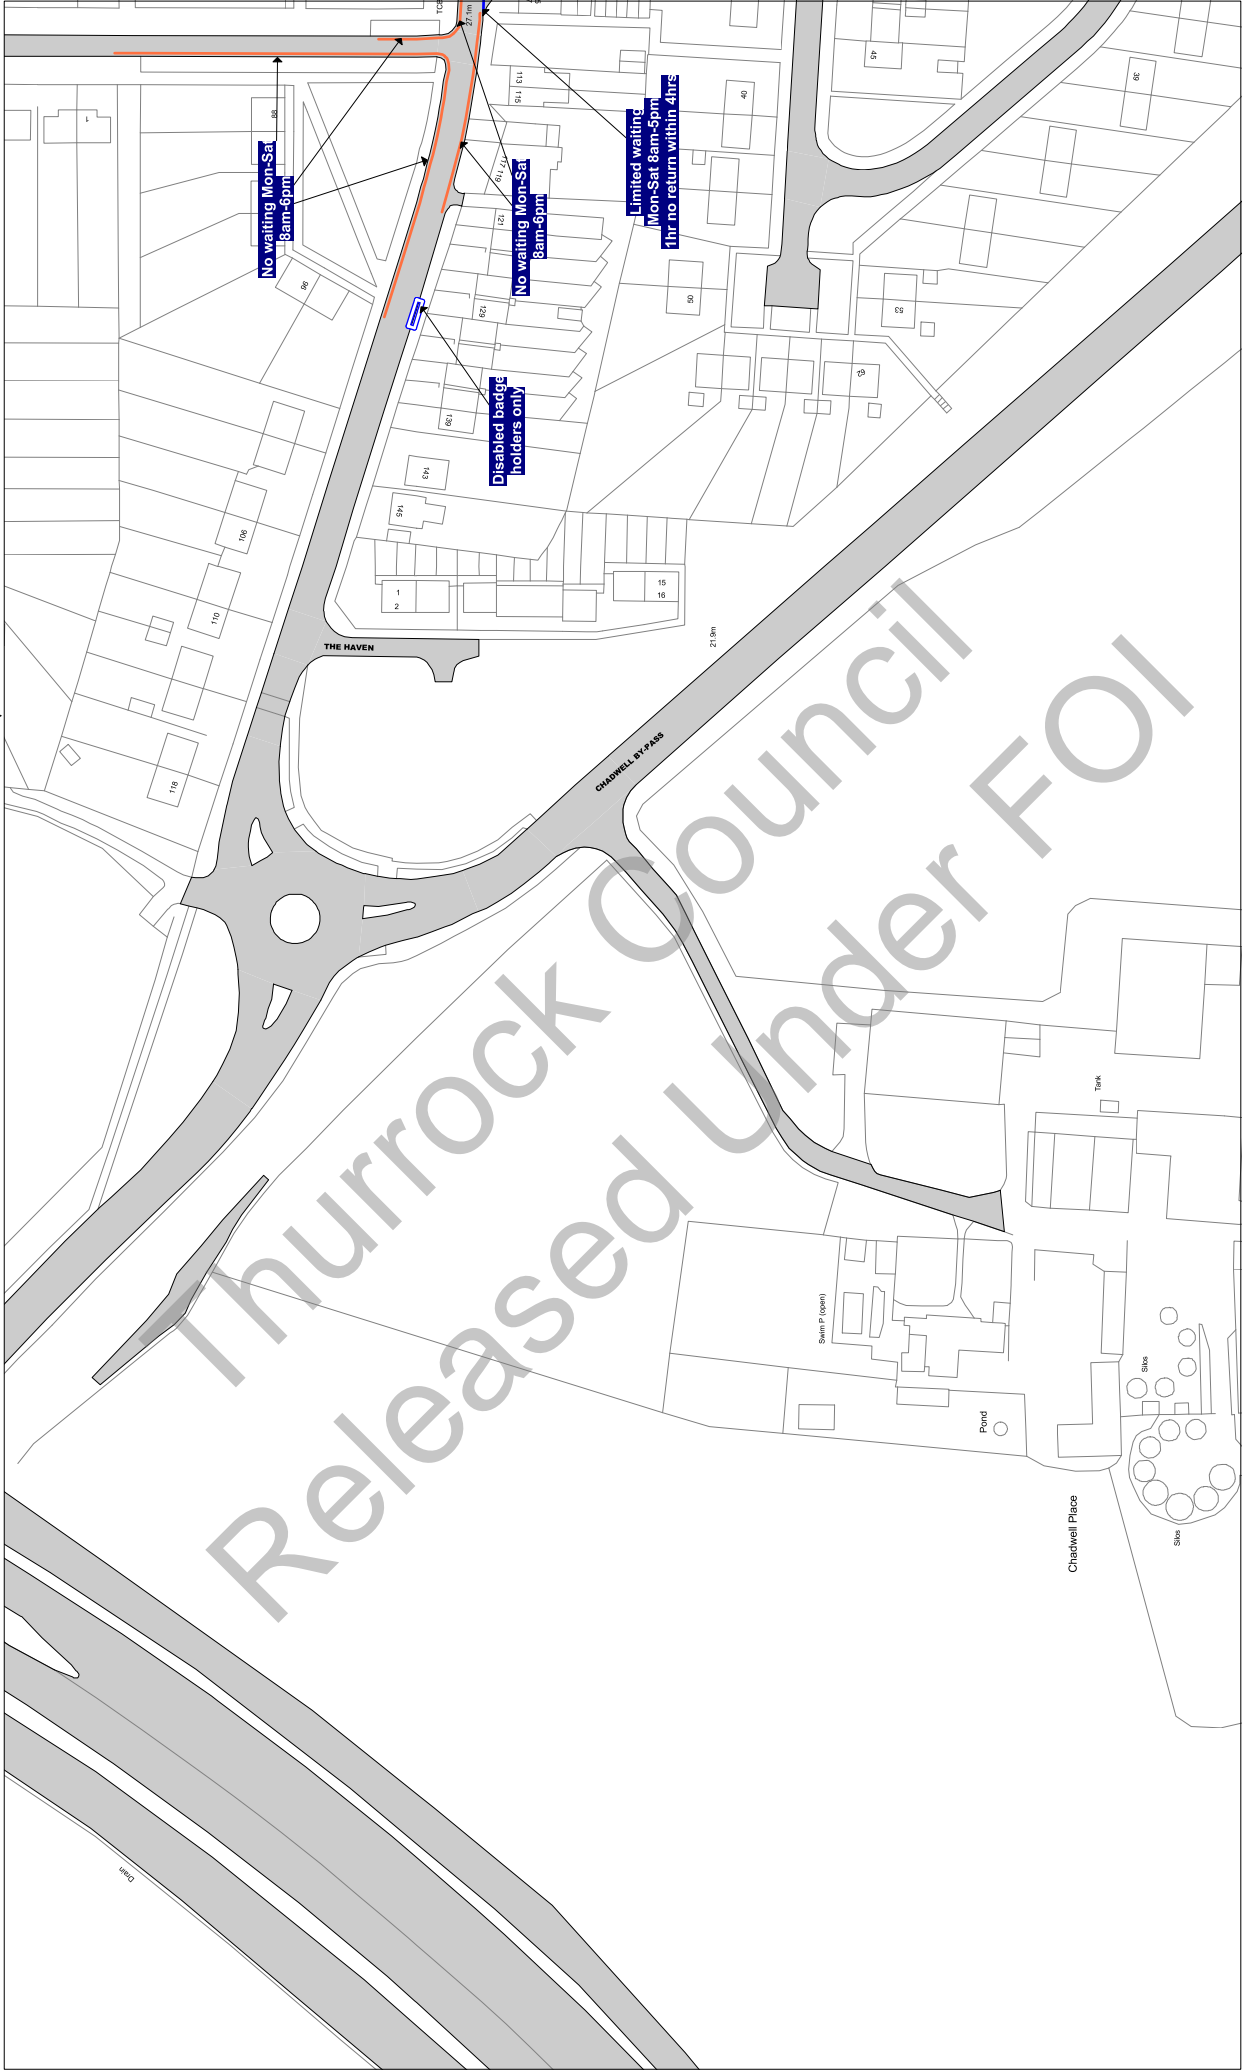 TCB
27.1m
No waiting Mon-Sat
8am-6pm
No waiting Mon-Sat
8am-6pm
Limited waiting
Mon-Sat 8am-5pm
1hr no return within 4hrs
Disabled badge
holders only
1
88
96
106
110
118
113
115
117 119
121
129
139
143
145
1
2
15
16
40
50
45
53
62
39
THE HAVEN
21.9m
CHADWELL BY-PASS
Thurrock Council
Released Under FOI
Tank
Swim P (open)
Pond
Silos
Silos
Chadwell Place
Drain